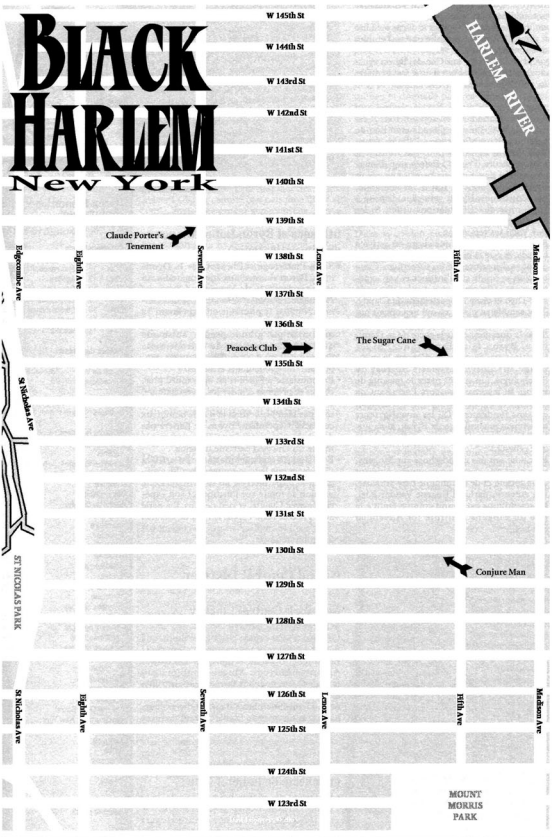 BLACK
HARLEM
New York
HARLEM RIVER
N
W 145th St
W 144th St
W 143rd St
W 142nd St
W 141st St
W 140th St
W 139th St
Claude Porter's
Tenement
Edgecombe Ave
Eighth Ave
Seventh Ave
Lenox Ave
Fifth Ave
Madison Ave
W 138th St
W 137th St
W 136th St
Peacock Club
The Sugar Cane
W 135th St
St Nicholas Ave
W 134th St
W 133rd St
W 132nd St
W 131st St
W 130th St
ST NICOLAS PARK
Conjure Man
W 129th St
W 128th St
W 127th St
St Nicholas Ave
Eighth Ave
Seventh Ave
W 126th St
Lenox Ave
Fifth Ave
Madison Ave
W 125th St
W 124th St
W 123rd St
MOUNT
MORRIS
PARK